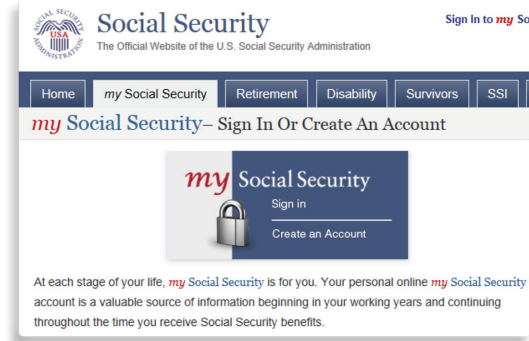 SOCIAL SECURITY
USA
ADMINISTRATION
Social Security
The Official Website of the U.S. Social Security Administration
Sign In to my So
Home my Social Security Retirement Disability Survivors SSI
my Social Security– Sign In Or Create An Account
my Social Security
Sign in
Create an Account
At each stage of your life, my Social Security is for you. Your personal online my Social Security
account is a valuable source of information beginning in your working years and continuing
throughout the time you receive Social Security benefits.